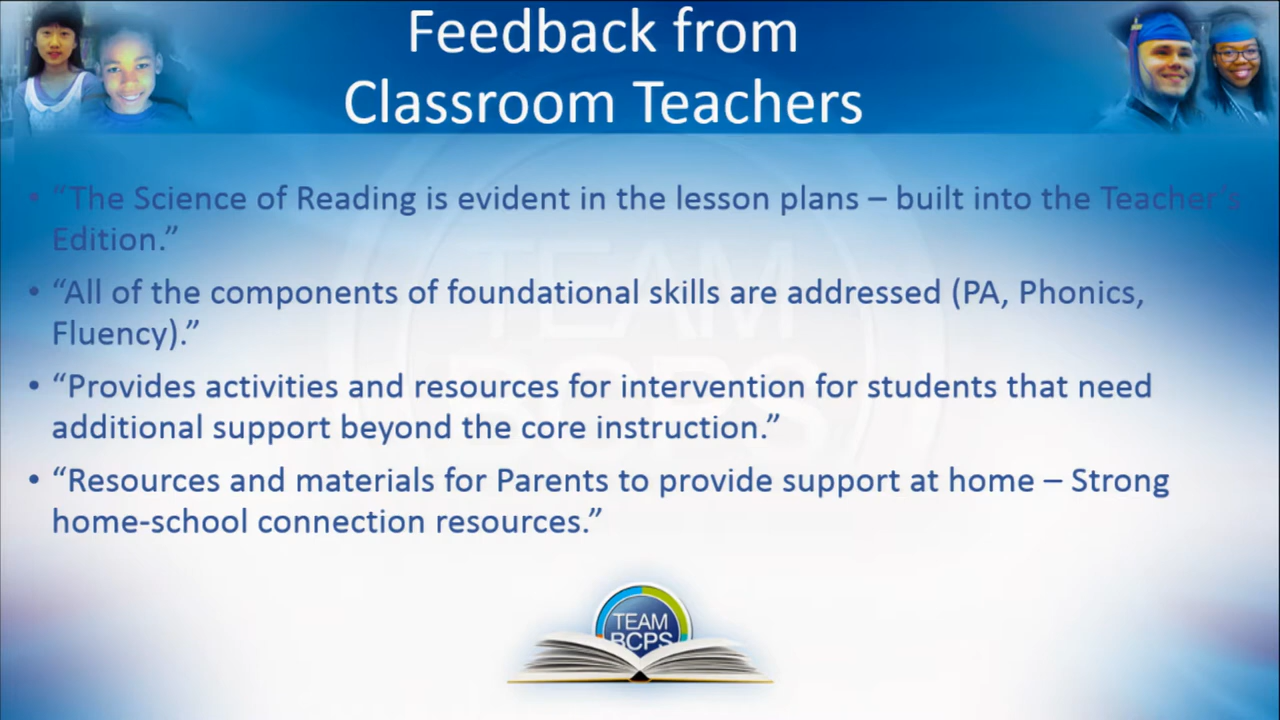 Feedback from
Classroom Teachers
• “The Science of Reading is evident in the lesson plans – built into the Teacher’s
Edition.”
• “All of the components of foundational skills are addressed (PA, Phonics,
Fluency).”
• “Provides activities and resources for intervention for students that need
additional support beyond the core instruction.”
• “Resources and materials for Parents to provide support at home – Strong
home-school connection resources.”
TEAM
BCPS
TEAM
BCPS